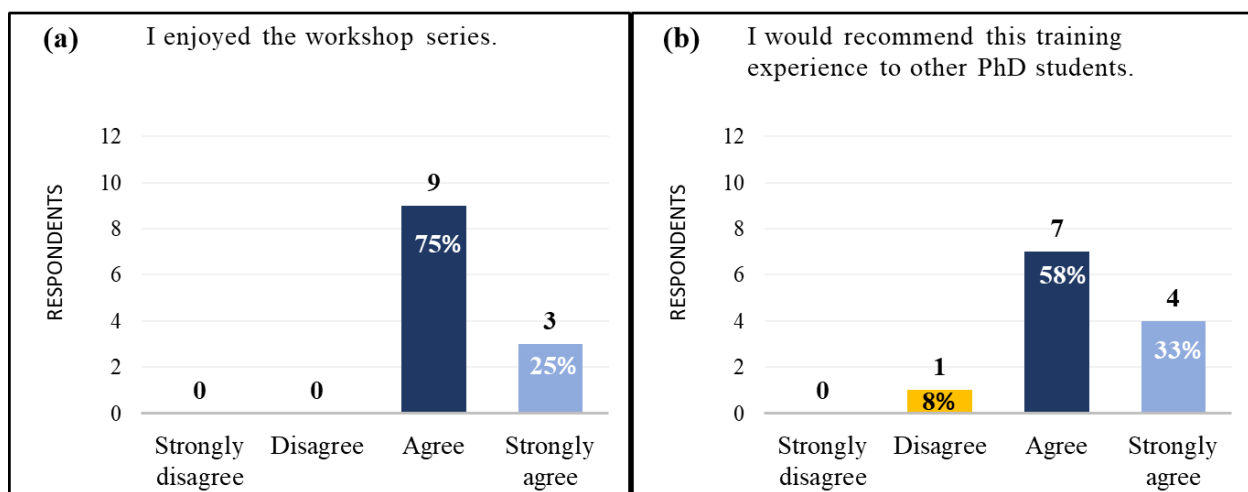 (a)
I enjoyed the workshop series.
RESPONDENTS
12
10
8
6
4
2
0
0
0
9
75%
3
25%
Strongly
disagree
Disagree
Agree
Strongly
agree
(b)
I would recommend this training
experience to other PhD students.
RESPONDENTS
12
10
8
6
4
2
0
0
1
8%
7
58%
4
33%
Strongly
disagree
Disagree
Agree
Strongly
agree